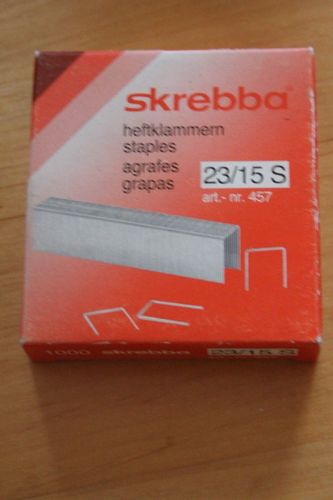 skrebba®
heftklammern
staples
agrafes
grapas
23/15 S
art.- nr. 457
1000 skrebba 23/15 S